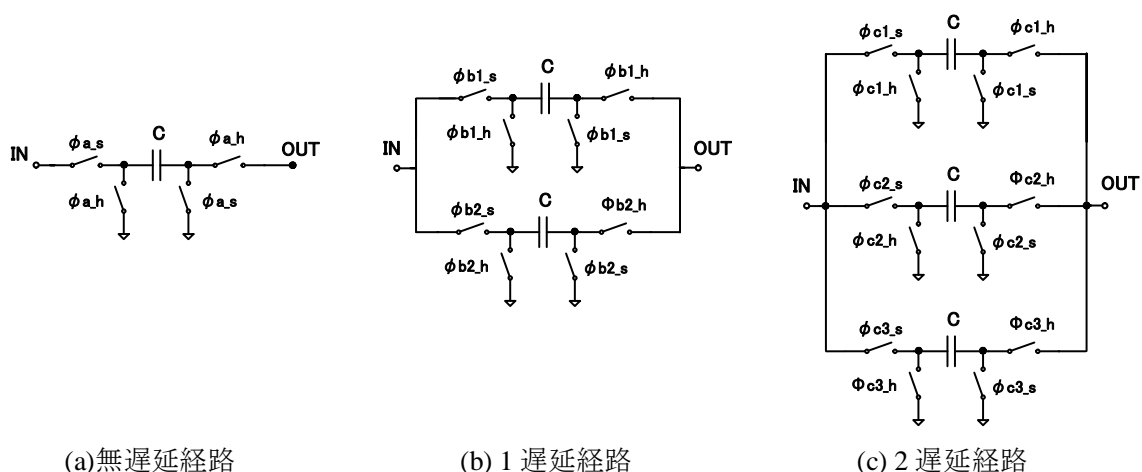 IN
φa_s
C
φa_h
OUT
φa_h
φa_s
(a)無遅延経路
IN
φb1_s
C
φb1_h
φb1_h
φb1_s
OUT
φb2_s
C
Φb2_h
φb2_h
φb2_s
(b) 1 遅延経路
φc1_s
C
φc1_h
φc1_h
φc1_s
IN
φc2_s
C
Φc2_h
OUT
φc2_h
φc2_s
φc3_s
C
Φc3_h
Φc3_h
φc3_s
(c) 2 遅延経路